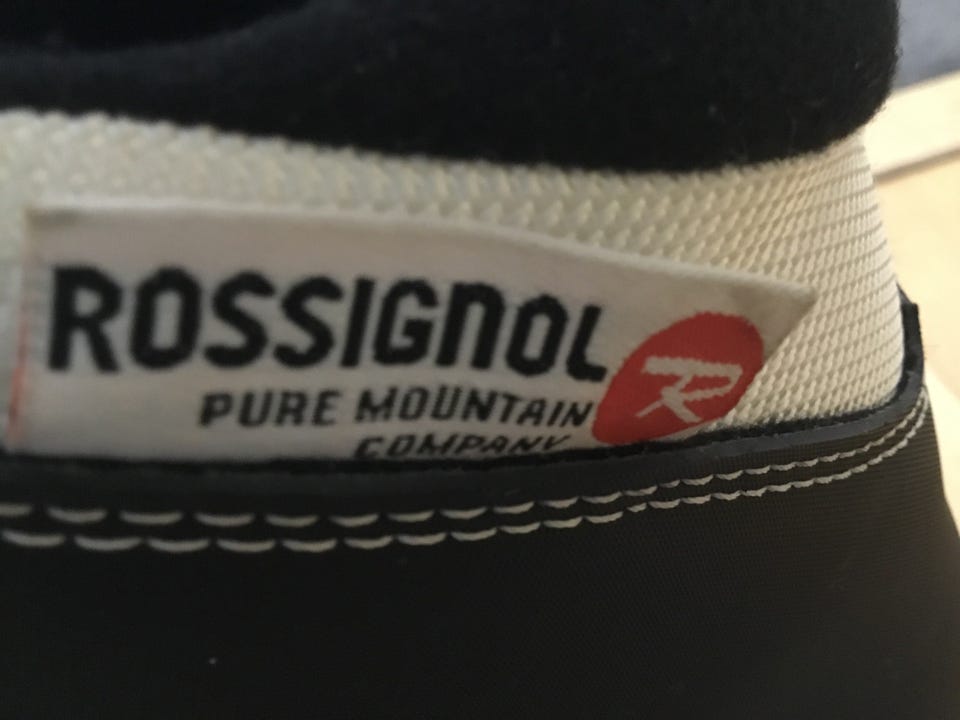 ROSSIGNOL
R
PURE MOUNTAIN
COMPANY